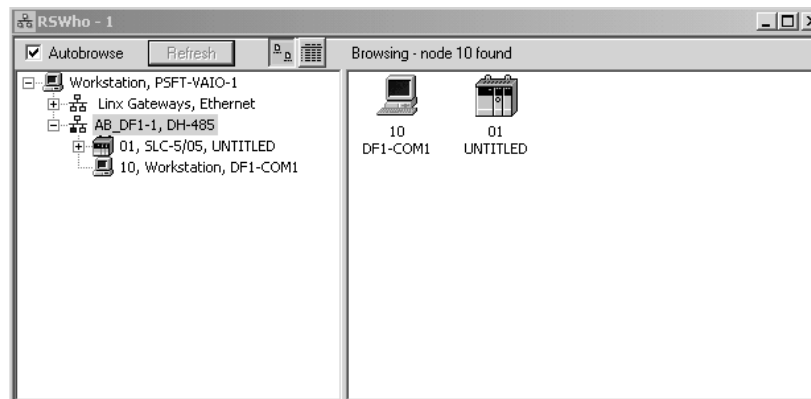 RSWho - 1
Autobrowse
Refresh
Browsing - node 10 found
Workstation, PSFT-VAIO-1
Linx Gateways, Ethernet
AB_DF1-1, DH-485
01, SLC-5/05, UNTITLED
10, Workstation, DF1-COM1
10
DF1-COM1
01
UNTITLED